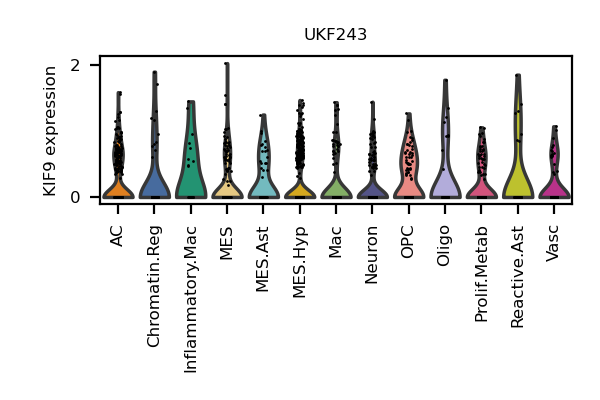 UKF243
KIF9 expression
2
0
AC
Chromatin.Reg
Inflammatory.Mac
MES
MES.Ast
MES.Hyp
Mac
Neuron
OPC
Oligo
Prolif.Metab
Reactive.Ast
Vasc